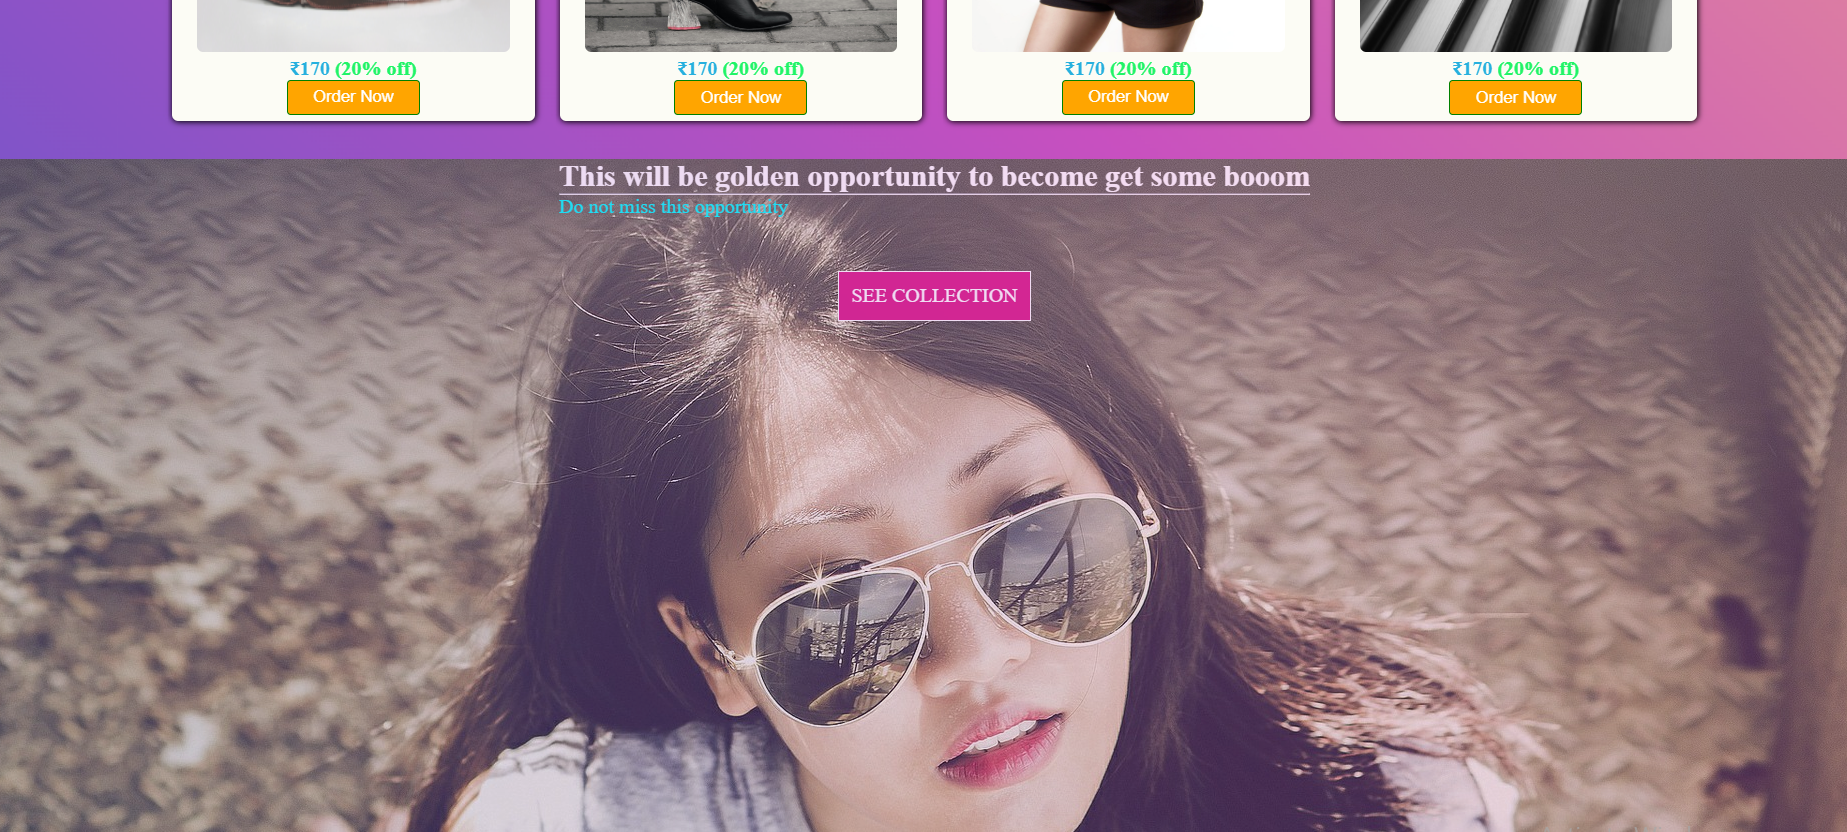 ₹170 (20% off) ₹170 (20% off) ₹170 (20% off) ₹170 (20% off)
Order Now Order Now Order Now Order Now
This will be golden opportunity to become get some booom
Do not miss this opportunity
SEE COLLECTION